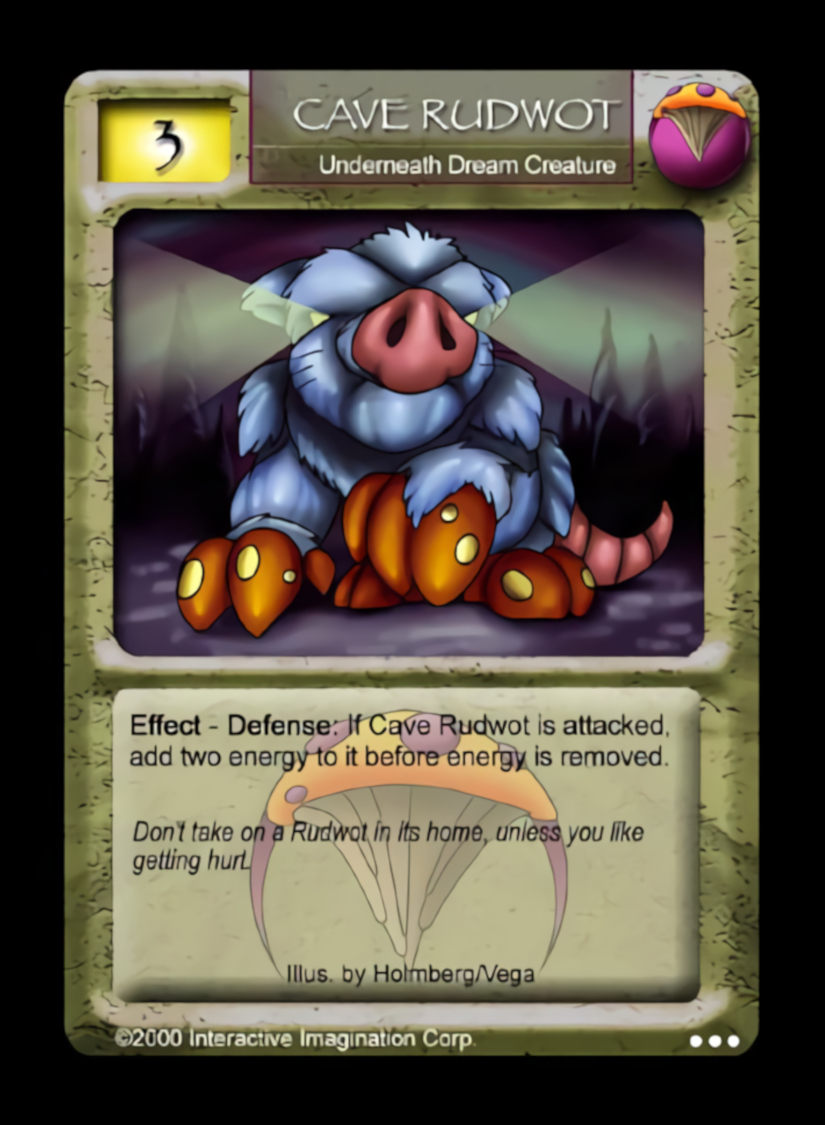 3
CAVE RUDWOT
Underneath Dream Creature
Effect - Defense: If Cave Rudwot is attacked,
add two energy to it before energy is removed.
Don't take on a Rudwot in its home, unless you like
getting hurt.
Illus. by Holmberg/Vega
©2000 Interactive Imagination Corp.